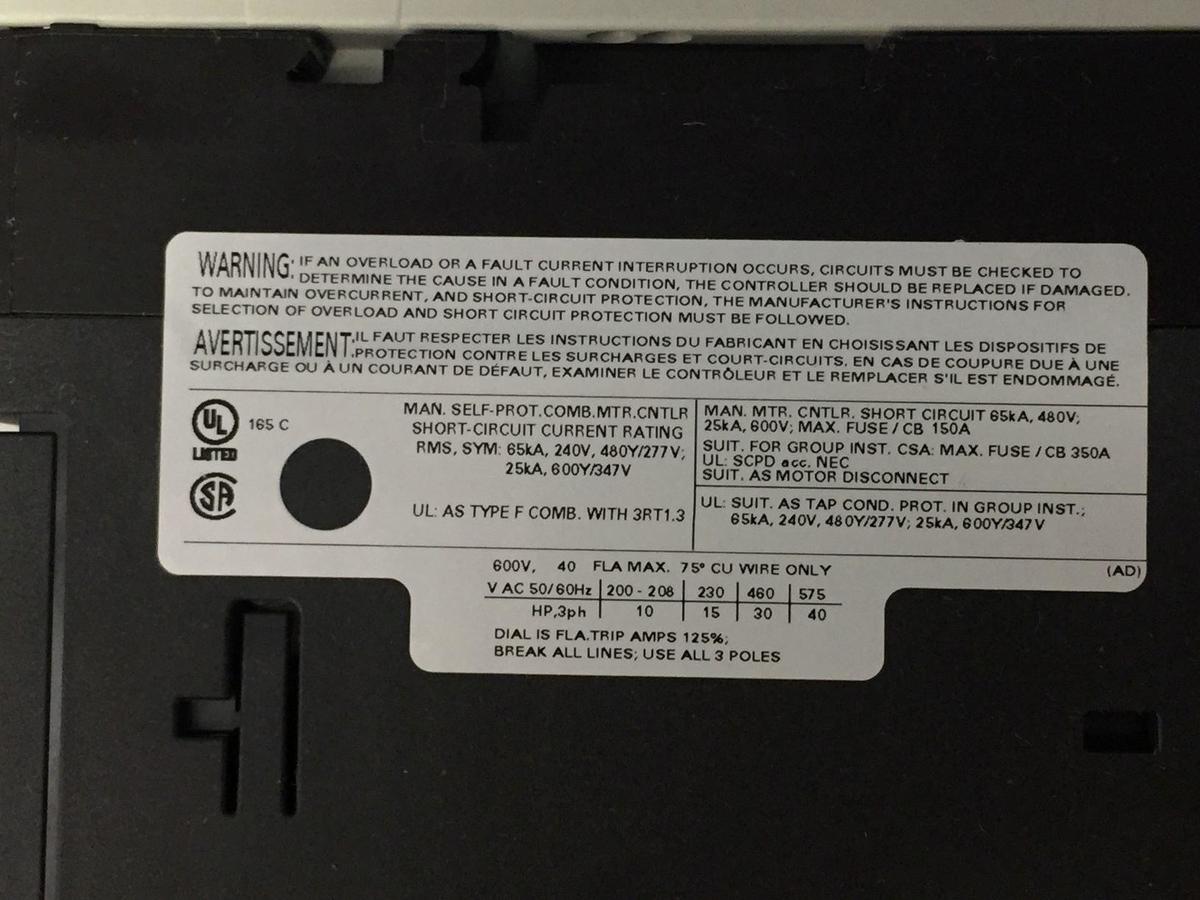 WARNING: IF AN OVERLOAD OR A FAULT CURRENT INTERRUPTION OCCURS, CIRCUITS MUST BE CHECKED TO
DETERMINE THE CAUSE IN A FAULT CONDITION, THE CONTROLLER SHOULD BE REPLACED IF DAMAGED.
TO MAINTAIN OVERCURRENT, AND SHORT-CIRCUIT PROTECTION, THE MANUFACTURER'S INSTRUCTIONS FOR
SELECTION OF OVERLOAD AND SHORT CIRCUIT PROTECTION MUST BE FOLLOWED.
AVERTISSEMENT: IL FAUT RESPECTER LES INSTRUCTIONS DU FABRICANT EN CHOISISSANT LES DISPOSITIFS DE
PROTECTION CONTRE LES SURCHARGES ET COURT-CIRCUITS, EN CAS DE COUPURE DUE À UNE
SURCHARGE OU À UN COURANT DE DÉFAUT, EXAMINER LE CONTRÔLEUR ET LE REMPLACER S'IL EST ENDOMMAGÉ.
UL
LISTED
165 C
SA
MAN. SELF-PROT.COMB.MTR.CNTLR
SHORT-CIRCUIT CURRENT RATING
RMS, SYM: 65kA, 240V, 480Y/277V;
25kA, 600Y/347V
UL: AS TYPE F COMB. WITH 3RT1.3
MAN. MTR. CNTLR. SHORT CIRCUIT 65kA, 480V;
25kA, 600V; MAX. FUSE / CB 150A
SUIT. FOR GROUP INST. CSA: MAX. FUSE / CB 350A
UL: SCPD acc. NEC
SUIT. AS MOTOR DISCONNECT
UL: SUIT. AS TAP COND. PROT. IN GROUP INST.;
65kA, 240V, 480Y/277V; 25kA, 600Y/347V
600V, 40 FLA MAX. 75° CU WIRE ONLY
(AD)
V AC 50/60Hz 200 - 208 230 460 575
HP,3ph 10 15 30 40
DIAL IS FLA.TRIP AMPS 125%;
BREAK ALL LINES; USE ALL 3 POLES